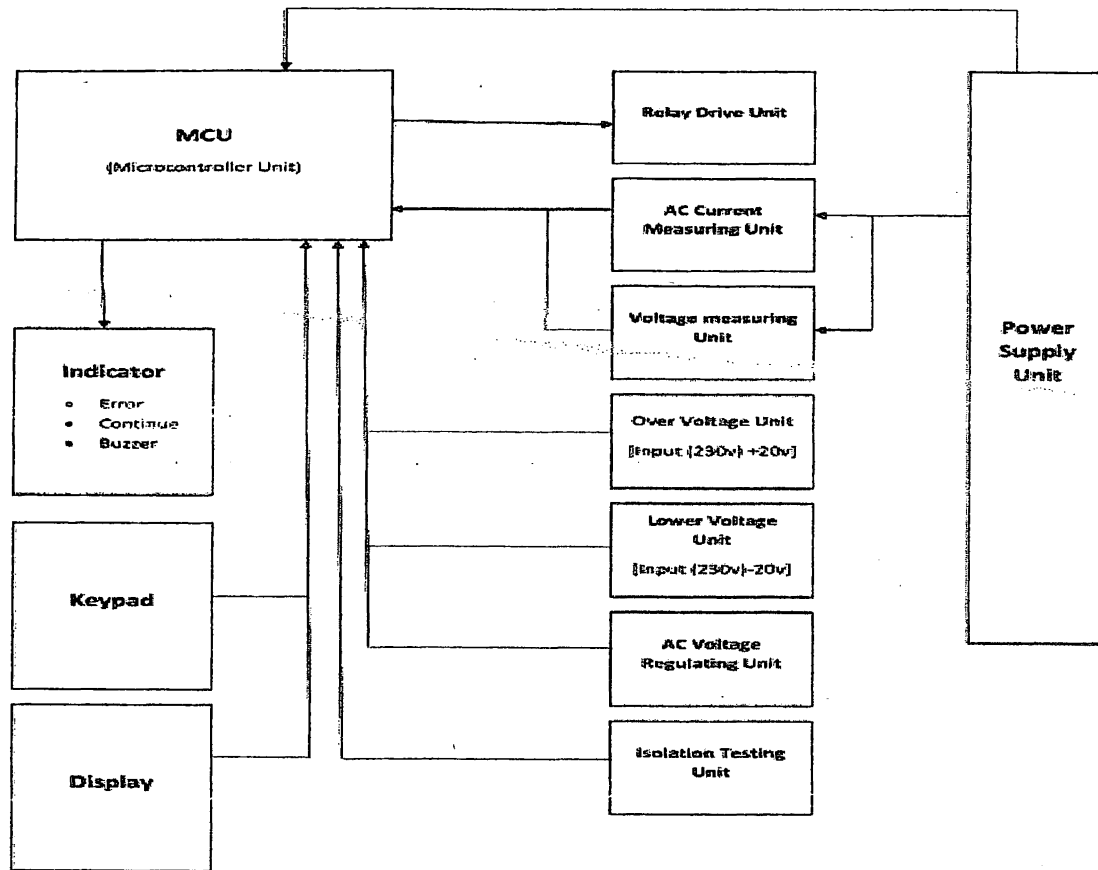 MCU
(Microcontroller Unit)
Relay Drive Unit
AC Current
Measuring Unit
Voltage measuring
Unit
Power
Supply
Unit
Indicator
Error
Continue
Buzzer
Over Voltage Unit
[Input (230v) +20v]
Lower Voltage
Unit
[Input (230v)-20v]
Keypad
AC Voltage
Regulating Unit
Display
Isolation Testing
Unit